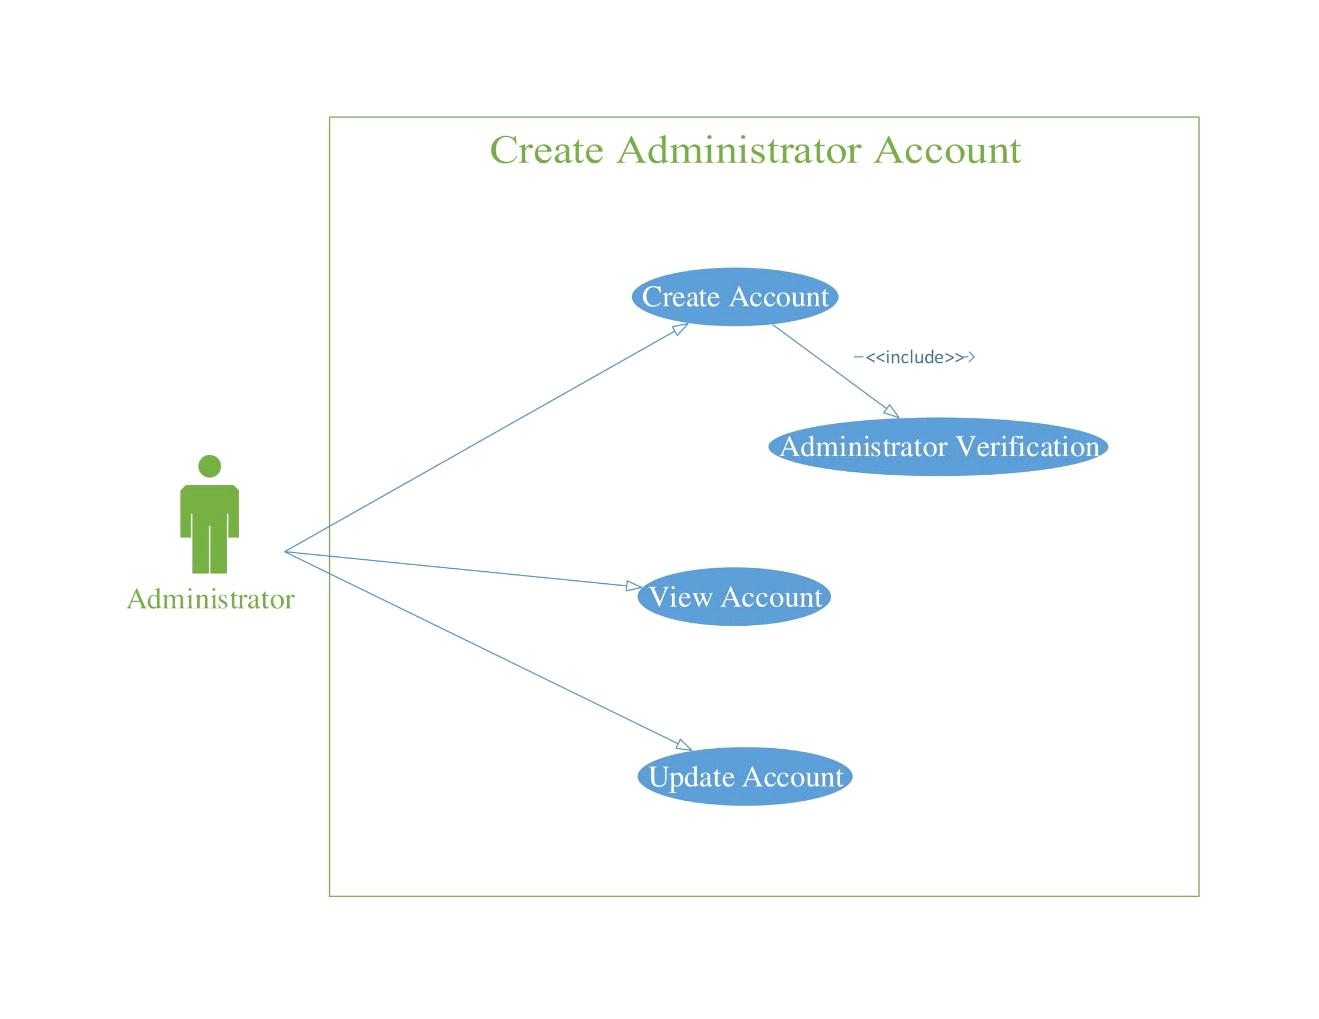 Create Administrator Account
Create Account
<<include>>
Administrator Verification
Administrator
View Account
Update Account